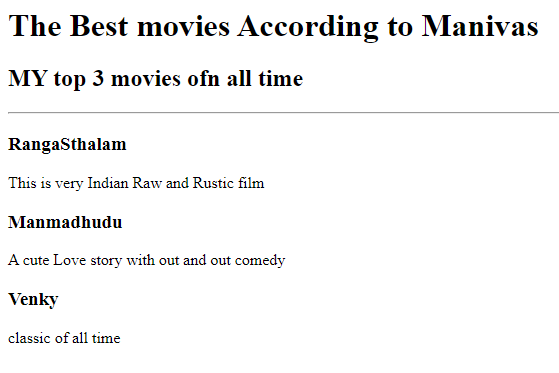 The Best movies According to Manivas
MY top 3 movies ofn all time
RangaSthalam
This is very Indian Raw and Rustic film
Manmadhudu
A cute Love story with out and out comedy
Venky
classic of all time